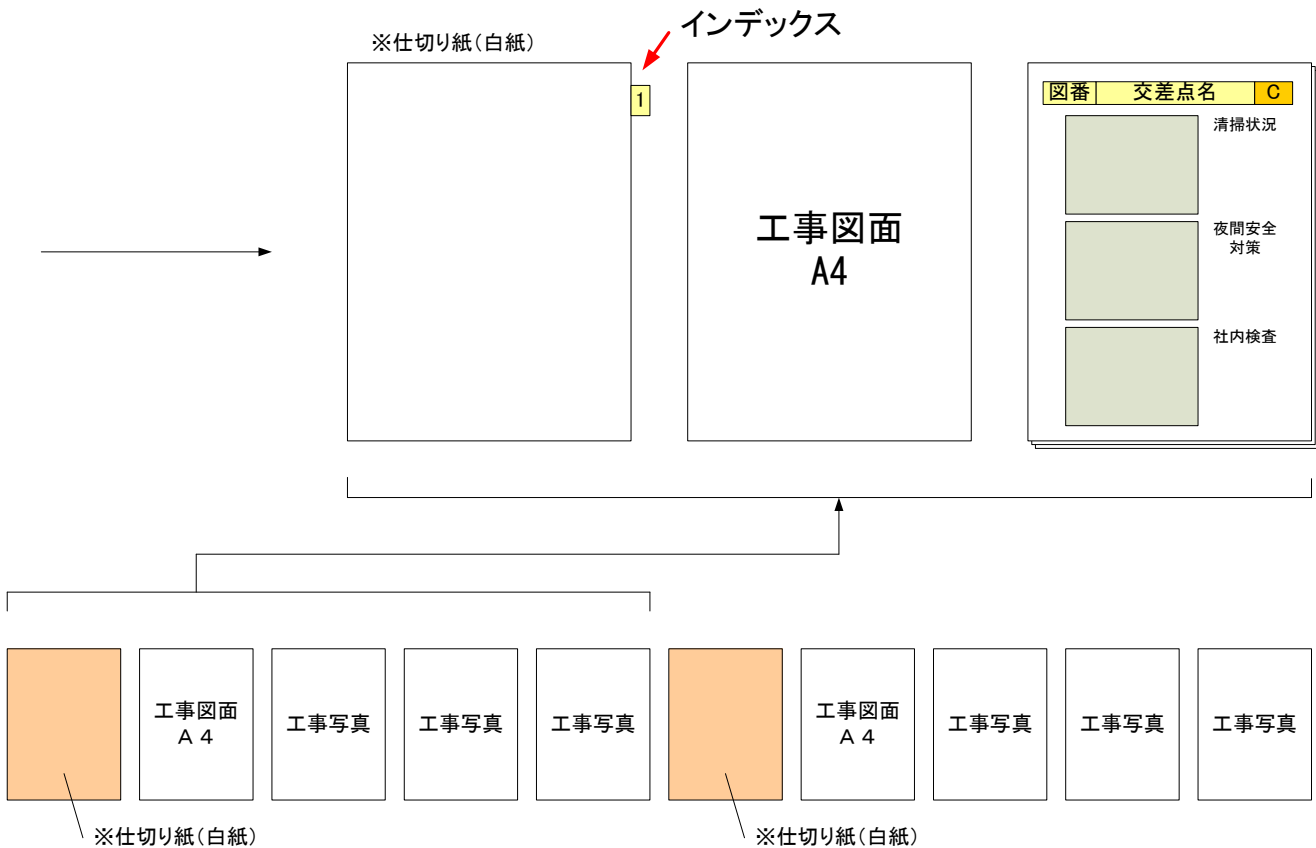 インデックス
※仕切り紙(白紙)
1
工事図面
A4
図番 交差点名 C
清掃状況
夜間安全
対策
社内検査
工事図面
A4
工事写真
工事写真
工事写真
工事図面
A4
工事写真
工事写真
工事写真
※仕切り紙(白紙)
※仕切り紙(白紙)